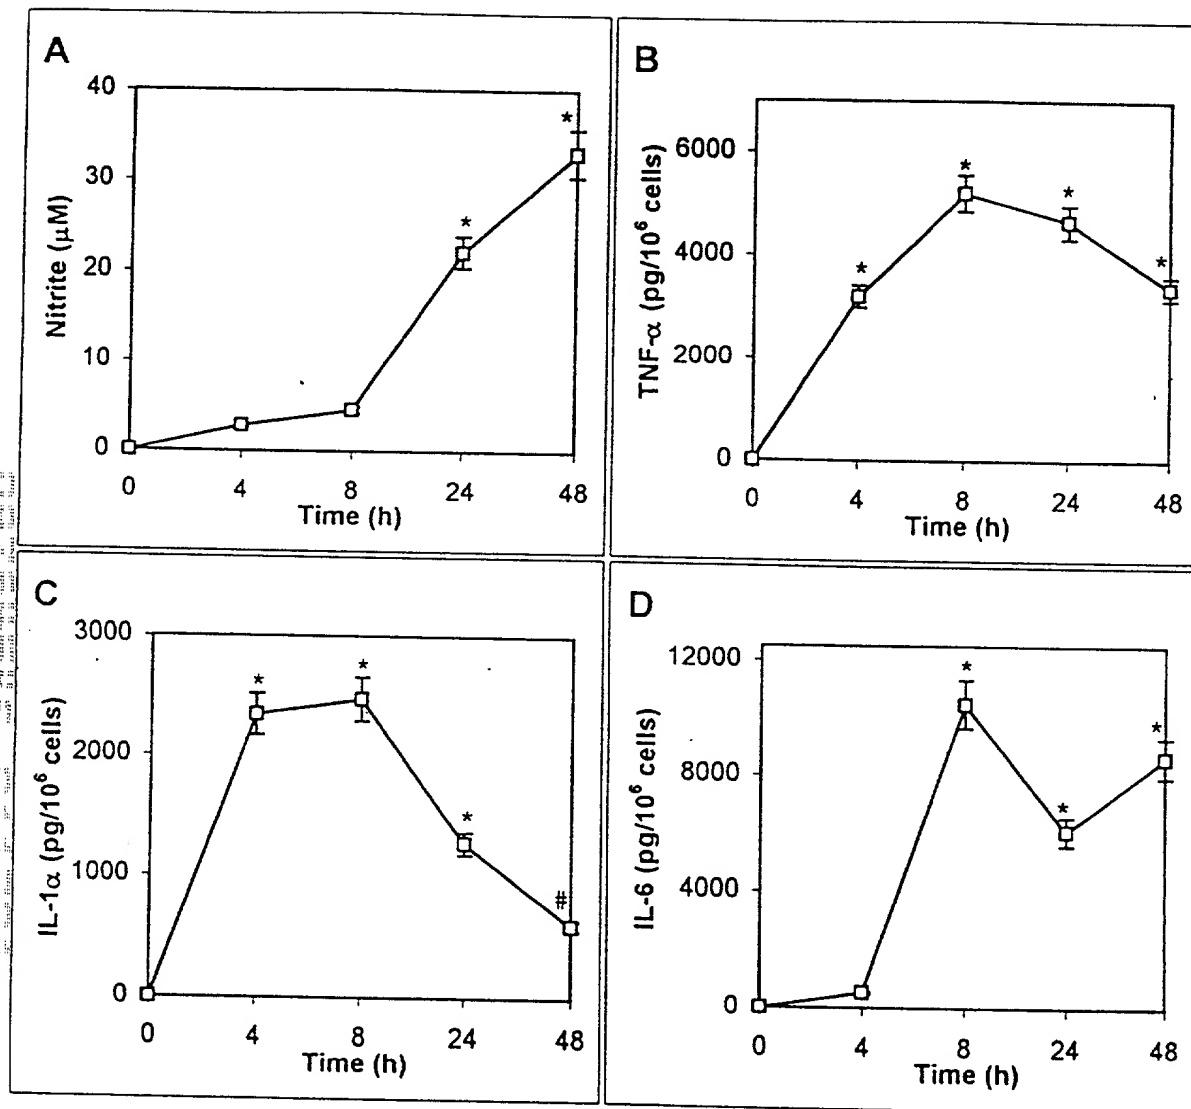 A
40
30
20
10
0
Nitrite (μM)
*
*
0 4 8 24 48
Time (h)
B
6000
4000
2000
0
TNF-α (pg/10⁶ cells)
*
*
*
*
0 4 8 24 48
Time (h)
C
3000
2000
1000
0
IL-1α (pg/10⁶ cells)
*
*
*
#
0 4 8 24 48
Time (h)
D
12000
8000
4000
0
IL-6 (pg/10⁶ cells)
*
*
*
0 4 8 24 48
Time (h)